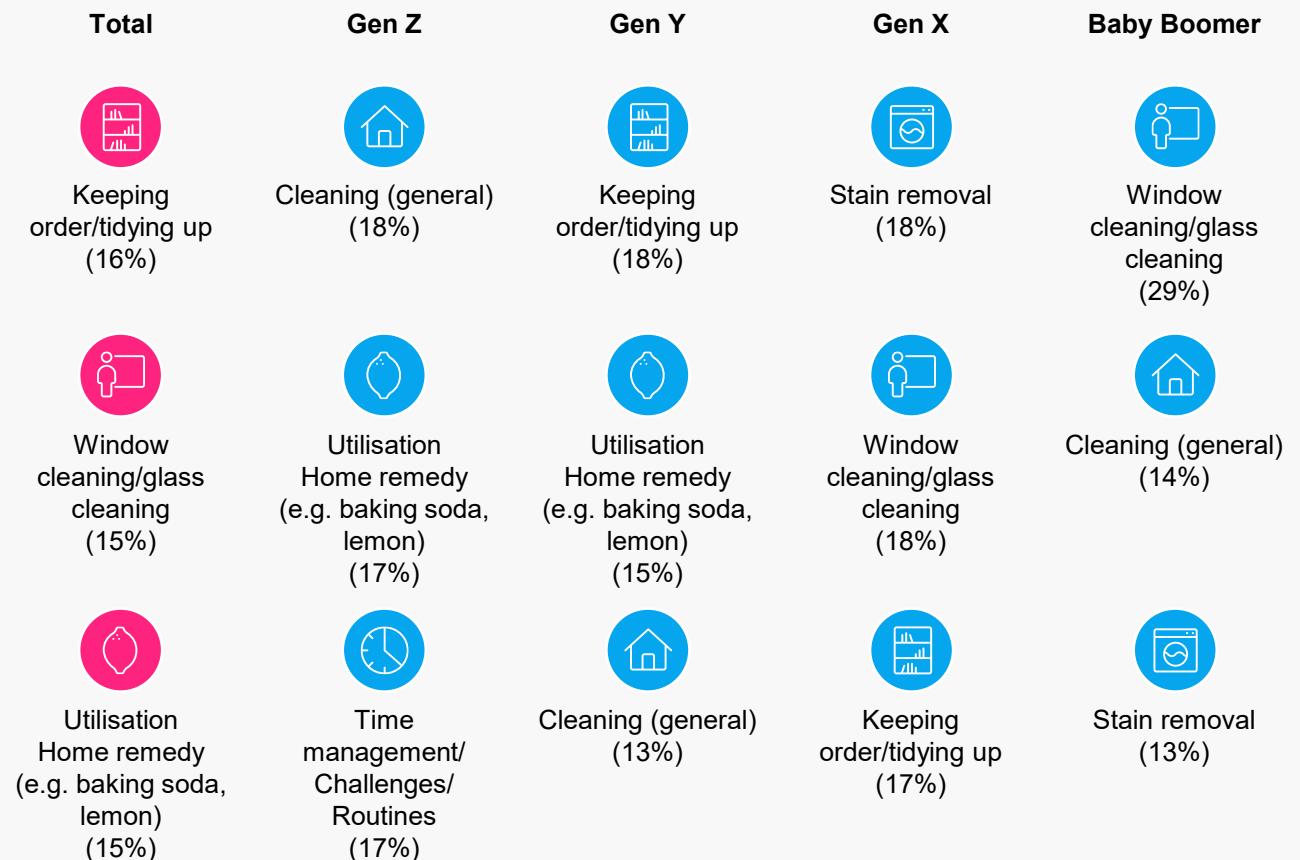 Total
Gen Z
Gen Y
Gen X
Baby Boomer
Keeping
order/tidying up
(16%)
Cleaning (general)
(18%)
Keeping
order/tidying up
(18%)
Stain removal
(18%)
Window
cleaning/glass
cleaning
(29%)
Window
cleaning/glass
cleaning
(15%)
Utilisation
Home remedy
(e.g. baking soda,
lemon)
(17%)
Utilisation
Home remedy
(e.g. baking soda,
lemon)
(15%)
Window
cleaning/glass
cleaning
(18%)
Cleaning (general)
(14%)
Utilisation
Home remedy
(e.g. baking soda,
lemon)
(15%)
Time
management/
Challenges/
Routines
(17%)
Cleaning (general)
(13%)
Keeping
order/tidying up
(17%)
Stain removal
(13%)